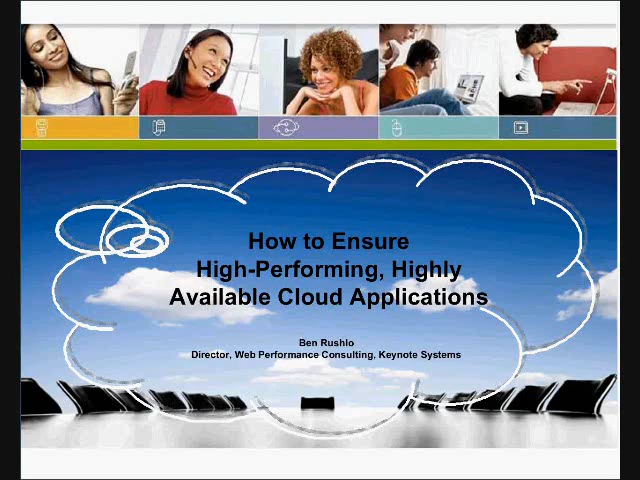 How to Ensure
High-Performing, Highly
Available Cloud Applications
Ben Rushlo
Director, Web Performance Consulting, Keynote Systems